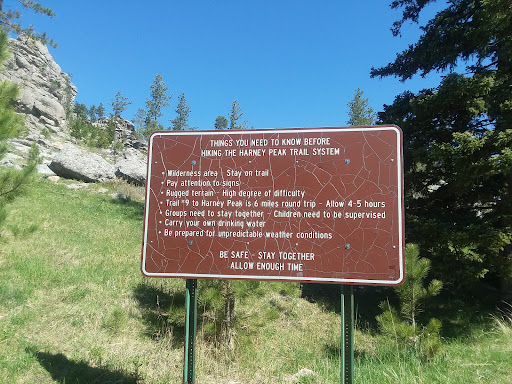 THINGS YOU NEED TO KNOW BEFORE
HIKING THE HARNEY PEAK TRAIL SYSTEM
• Wilderness area - Stay on trail
• Pay attention to signs
• Rugged terrain - High degree of difficulty
• Trail #9 to Harney Peak is 6 miles round trip - Allow 4-5 hours
• Groups need to stay together - Children need to be supervised
• Carry your own drinking water
• Be prepared for unpredictable weather conditions
BE SAFE - STAY TOGETHER
ALLOW ENOUGH TIME